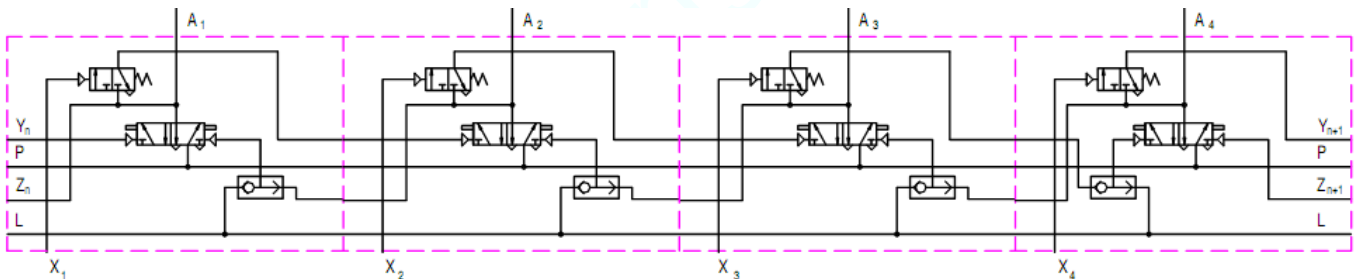 A1 A2 A3 A4
Yn Yn+1
P P
Zn Zn+1
L L
X1 X2 X3 X4